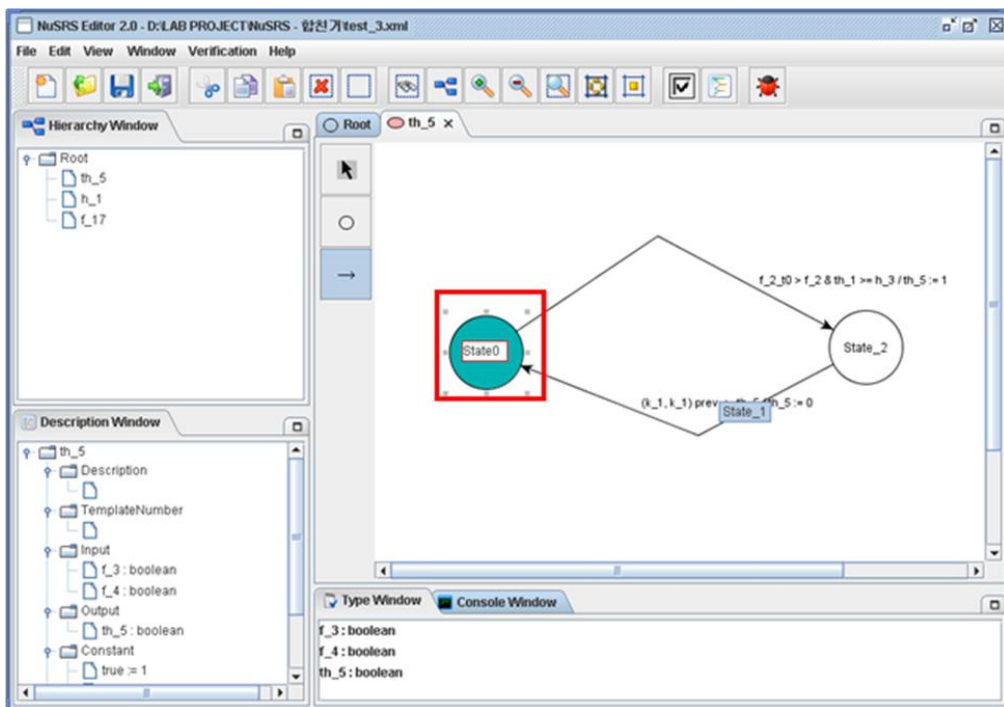 NuSRS Editor 2.0 - D:\LAB PROJECT\NuSRS - 합친거\test_3.xml
File Edit View Window Verification Help
Hierarchy Window
Root
th_5
h_1
f_17
Root
th_5
f_2_t0 > f_2 & th_1 >= h_3 / th_5 := 1
State0
State_2
(k_1, k_1) prev th_5 := 0
State_1
Description Window
th_5
Description
TemplateNumber
Input
f_3 : boolean
f_4 : boolean
Output
th_5 : boolean
Constant
true := 1
Type Window
Console Window
f_3 : boolean
f_4 : boolean
th_5 : boolean